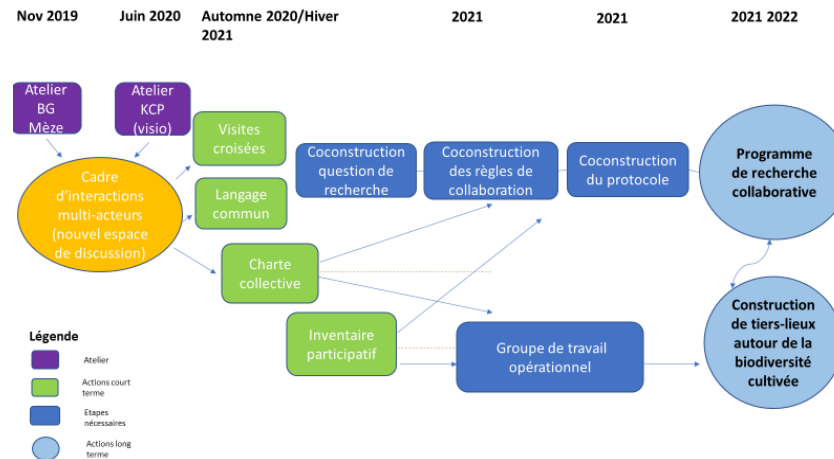 Nov 2019
Juin 2020
Automne 2020/Hiver
2021
2021
2021
2021 2022
Atelier
BG
Mèze
Atelier
KCP
(visio)
Visites
croisées
Coconstruction
question de
recherche
Coconstruction
des règles de
collaboration
Coconstruction
du protocole
Programme
de recherche
collaborative
Cadre
d'interactions
multi-acteurs
(nouvel espace
de discussion)
Langage
commun
Charte
collective
Inventaire
participatif
Groupe de travail
opérationnel
Construction
de tiers-lieux
autour de la
biodiversité
cultivée
Légende
Atelier
Actions court
terme
Etapes
nécessaires
Actions long
terme